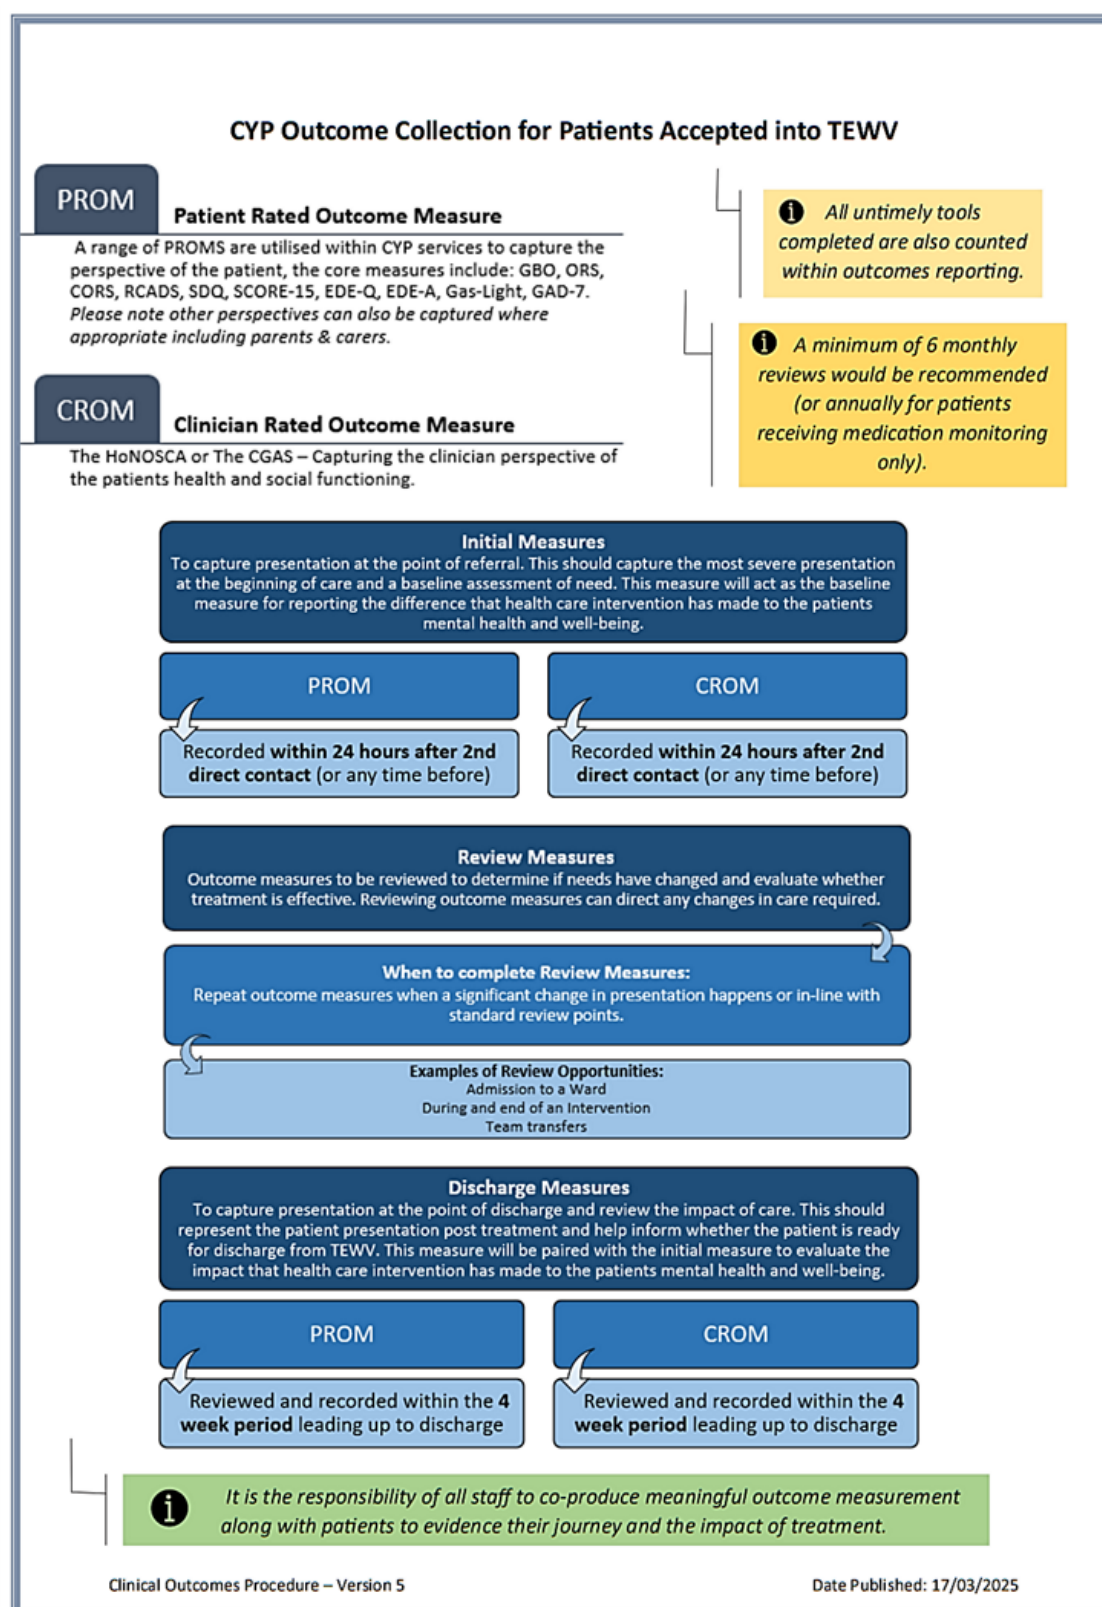 CYP Outcome Collection for Patients Accepted into TEWV
PROM
Patient Rated Outcome Measure
A range of PROMS are utilised within CYP services to capture the
perspective of the patient, the core measures include: GBO, ORS,
CORS, RCADS, SDQ, SCORE-15, EDE-Q, EDE-A, Gas-Light, GAD-7.
Please note other perspectives can also be captured where
appropriate including parents & carers.
All untimely tools
completed are also counted
within outcomes reporting.
A minimum of 6 monthly
reviews would be recommended
(or annually for patients
receiving medication monitoring
only).
CROM
Clinician Rated Outcome Measure
The HoNOSCA or The CGAS – Capturing the clinician perspective of
the patients health and social functioning.
Initial Measures
To capture presentation at the point of referral. This should capture the most severe presentation
at the beginning of care and a baseline assessment of need. This measure will act as the baseline
measure for reporting the difference that health care intervention has made to the patients
mental health and well-being.
PROM
Recorded within 24 hours after 2nd
direct contact (or any time before)
CROM
Recorded within 24 hours after 2nd
direct contact (or any time before)
Review Measures
Outcome measures to be reviewed to determine if needs have changed and evaluate whether
treatment is effective. Reviewing outcome measures can direct any changes in care required.
When to complete Review Measures:
Repeat outcome measures when a significant change in presentation happens or in-line with
standard review points.
Examples of Review Opportunities:
Admission to a Ward
During and end of an Intervention
Team transfers
Discharge Measures
To capture presentation at the point of discharge and review the impact of care. This should
represent the patient presentation post treatment and help inform whether the patient is ready
for discharge from TEWV. This measure will be paired with the initial measure to evaluate the
impact that health care intervention has made to the patients mental health and well-being.
PROM
Reviewed and recorded within the 4
week period leading up to discharge
CROM
Reviewed and recorded within the 4
week period leading up to discharge
It is the responsibility of all staff to co-produce meaningful outcome measurement
along with patients to evidence their journey and the impact of treatment.
Clinical Outcomes Procedure – Version 5
Date Published: 17/03/2025